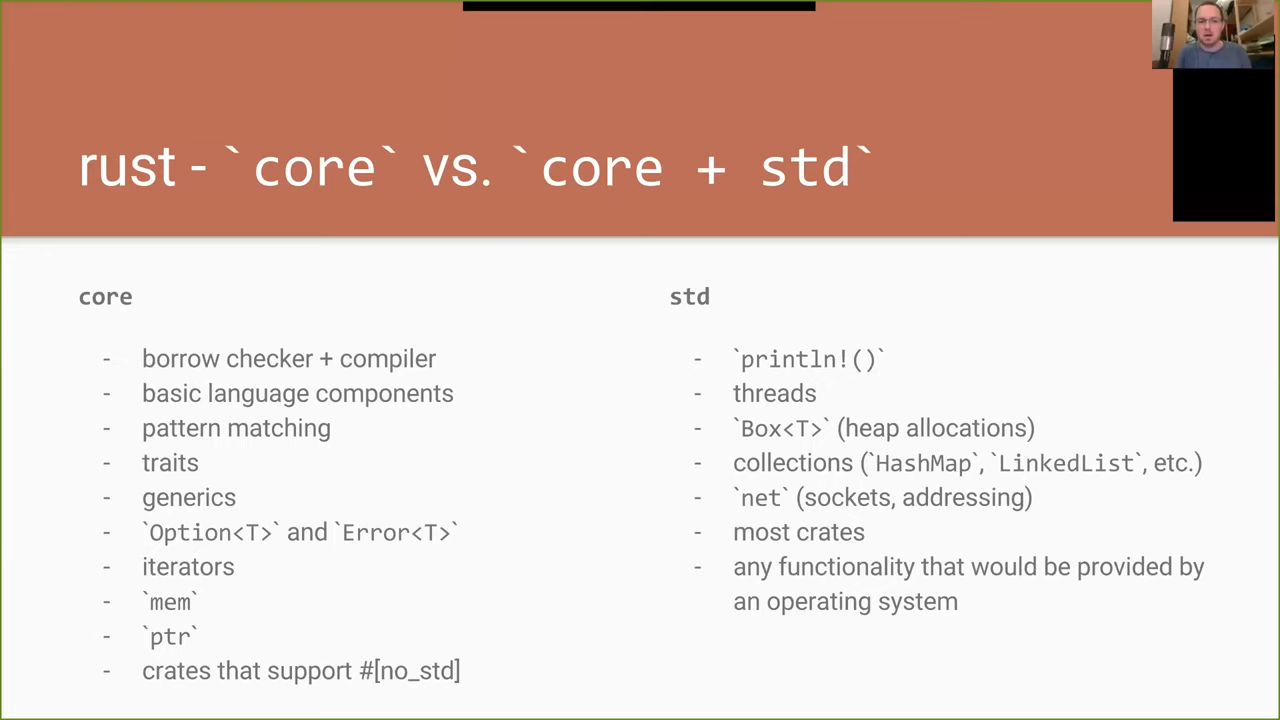 rust - `core` vs. `core + std`
core
- borrow checker + compiler
- basic language components
- pattern matching
- traits
- generics
- `Option<T>` and `Error<T>`
- iterators
- `mem`
- `ptr`
- crates that support #[no_std]
std
- `println!()`
- threads
- `Box<T>` (heap allocations)
- collections (`HashMap`, `LinkedList`, etc.)
- `net` (sockets, addressing)
- most crates
- any functionality that would be provided by
an operating system